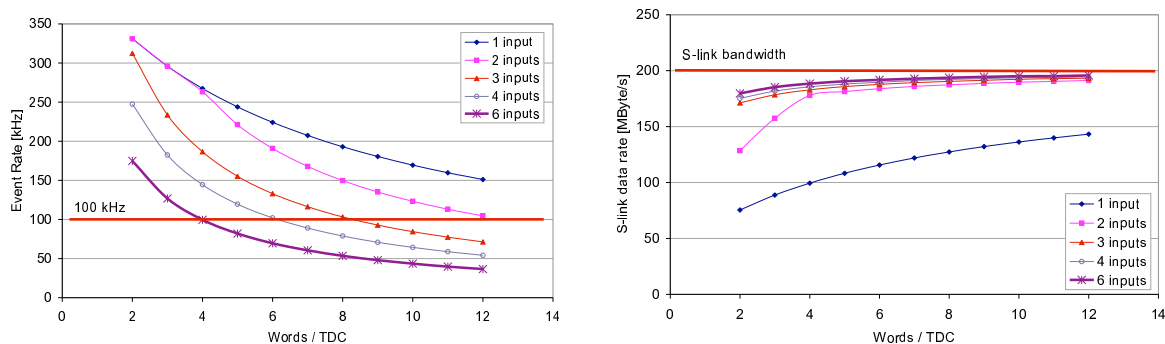 350
300
250
200
150
100
50
0
Event Rate [kHz]
100 kHz
1 input
2 inputs
3 inputs
4 inputs
6 inputs
0 2 4 6 8 10 12 14
Words / TDC
250
200
150
100
50
0
S-link data rate [MByte/s]
S-link bandwidth
1 input
2 inputs
3 inputs
4 inputs
6 inputs
0 2 4 6 8 10 12 14
Words / TDC